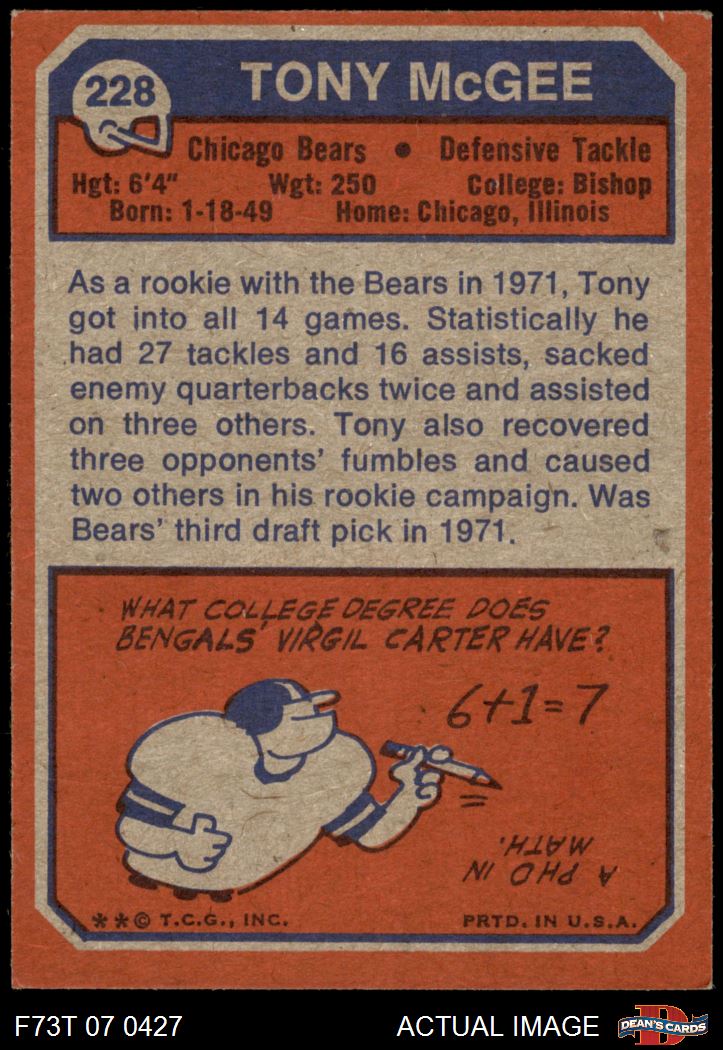 228
TONY McGEE
Chicago Bears • Defensive Tackle
Hgt: 6'4" Wgt: 250 College: Bishop
Born: 1-18-49 Home: Chicago, Illinois
As a rookie with the Bears in 1971, Tony
got into all 14 games. Statistically he
had 27 tackles and 16 assists, sacked
enemy quarterbacks twice and assisted
on three others. Tony also recovered
three opponents' fumbles and caused
two others in his rookie campaign. Was
Bears' third draft pick in 1971.
WHAT COLLEGE DEGREE DOES
BENGALS' VIRGIL CARTER HAVE?
6+1=7
A PHD IN
MATH.
**© T.C.G., INC. PRTD. IN U.S.A.
F73T 07 0427 ACTUAL IMAGE
D
DEAN'S CARDS